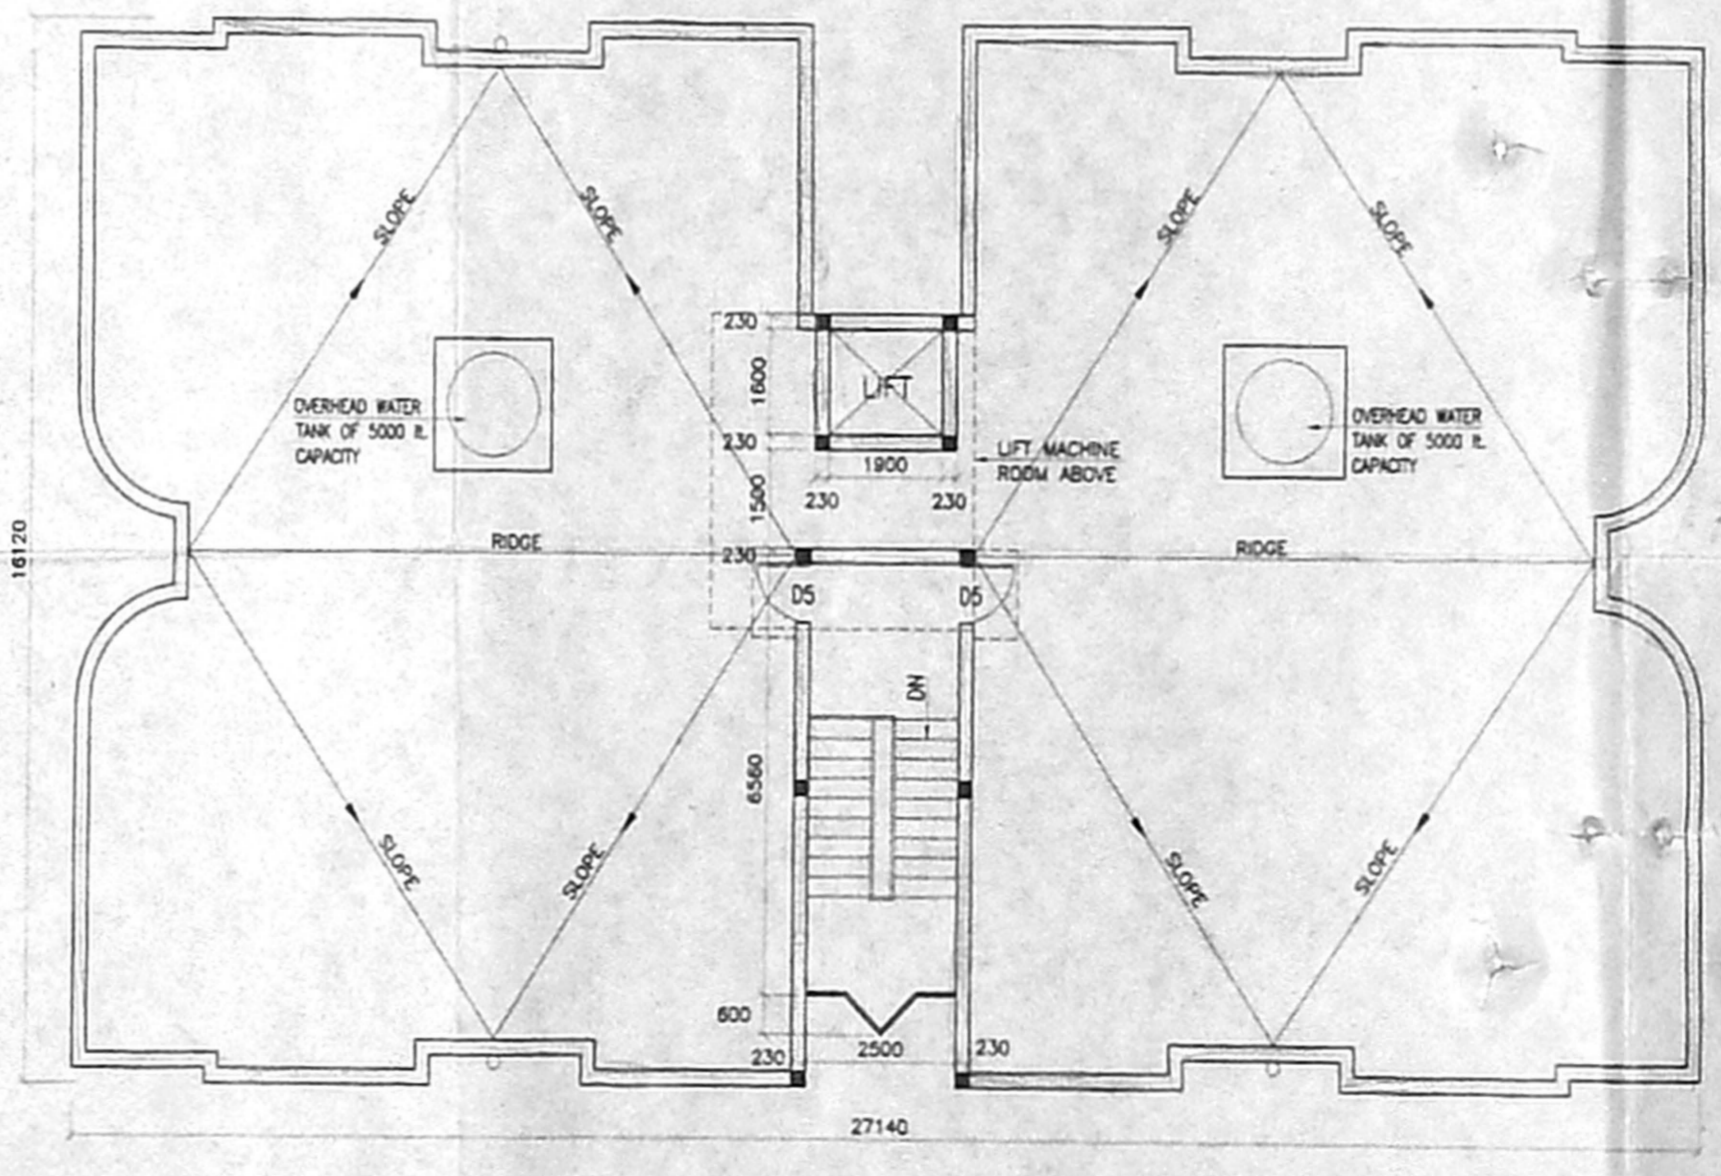 SLOPE
SLOPE
SLOPE
SLOPE
230
1600
LIFT
OVERHEAD WATER
TANK OF 5000 lt.
CAPACITY
OVERHEAD WATER
TANK OF 5000 lt.
CAPACITY
230
1900
LIFT MACHINE
ROOM ABOVE
1500
230
230
16120
RIDGE
230
RIDGE
D5
D5
DN
6560
SLOPE
SLOPE
SLOPE
SLOPE
600
230
2500
230
27140